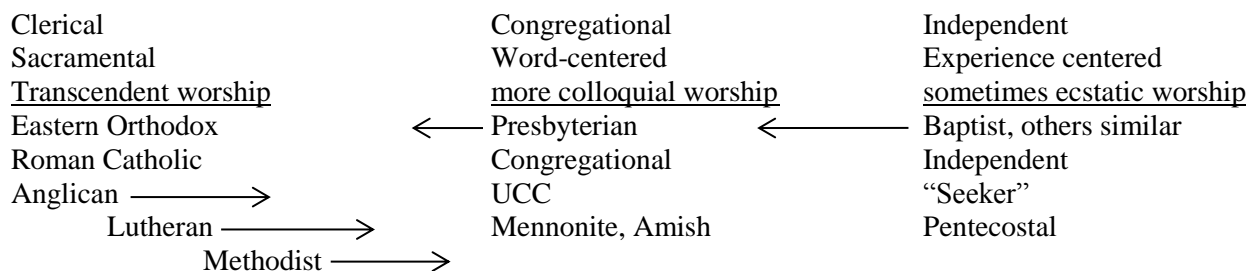 Clerical Congregational Independent
Sacramental Word-centered Experience centered
Transcendent worship more colloquial worship sometimes ecstatic worship
Eastern Orthodox Presbyterian Baptist, others similar
Roman Catholic Congregational Independent
Anglican UCC “Seeker”
Lutheran Mennonite, Amish Pentecostal
Methodist